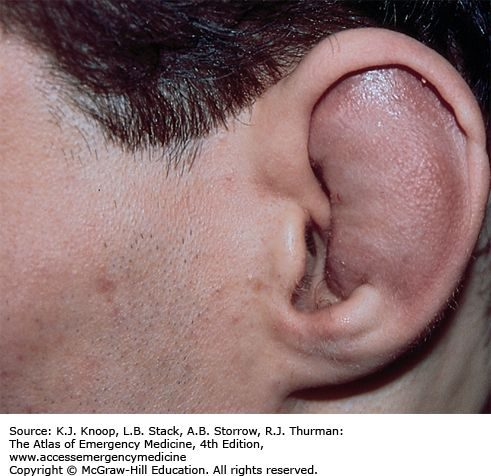 Source: K.J. Knoop, L.B. Stack, A.B. Storrow, R.J. Thurman:
The Atlas of Emergency Medicine, 4th Edition,
www.accessemergencymedicine
Copyright © McGraw-Hill Education. All rights reserved.